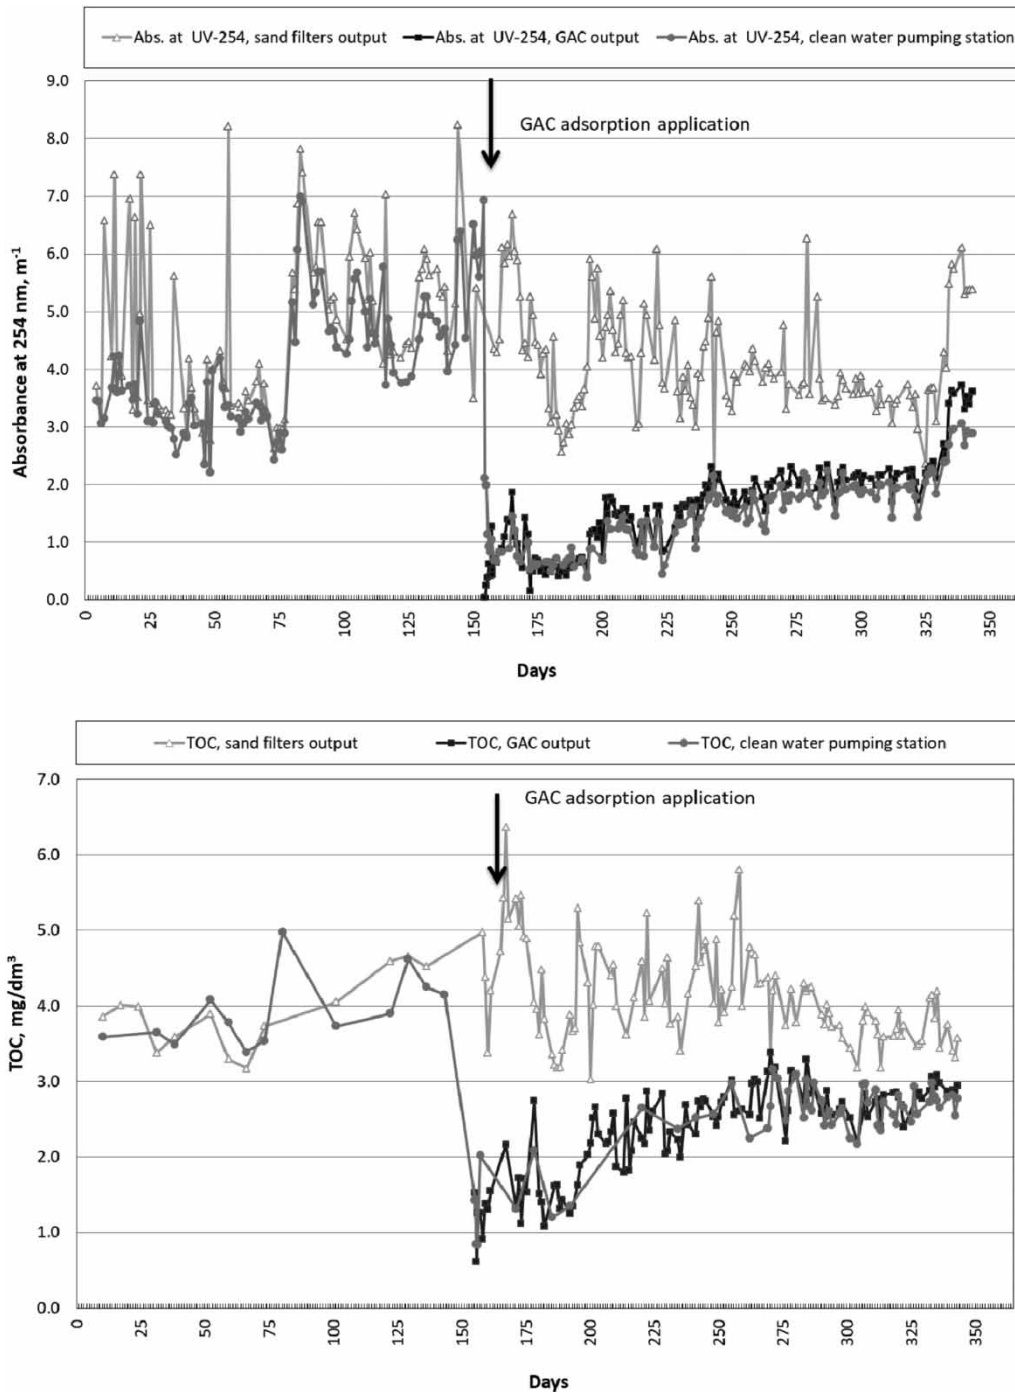 Abs. at UV-254, sand filters output Abs. at UV-254, GAC output Abs. at UV-254, clean water pumping station
9.0
GAC adsorption application
8.0
7.0
6.0
5.0
4.0
3.0
2.0
1.0
0.0
Absorbance at 254 nm, m⁻¹
0 25 50 75 100 125 150 175 200 225 250 275 300 325 350
Days
TOC, sand filters output TOC, GAC output TOC, clean water pumping station
7.0
GAC adsorption application
6.0
5.0
4.0
3.0
2.0
1.0
0.0
TOC, mg/dm³
0 25 50 75 100 125 150 175 200 225 250 275 300 325 350
Days